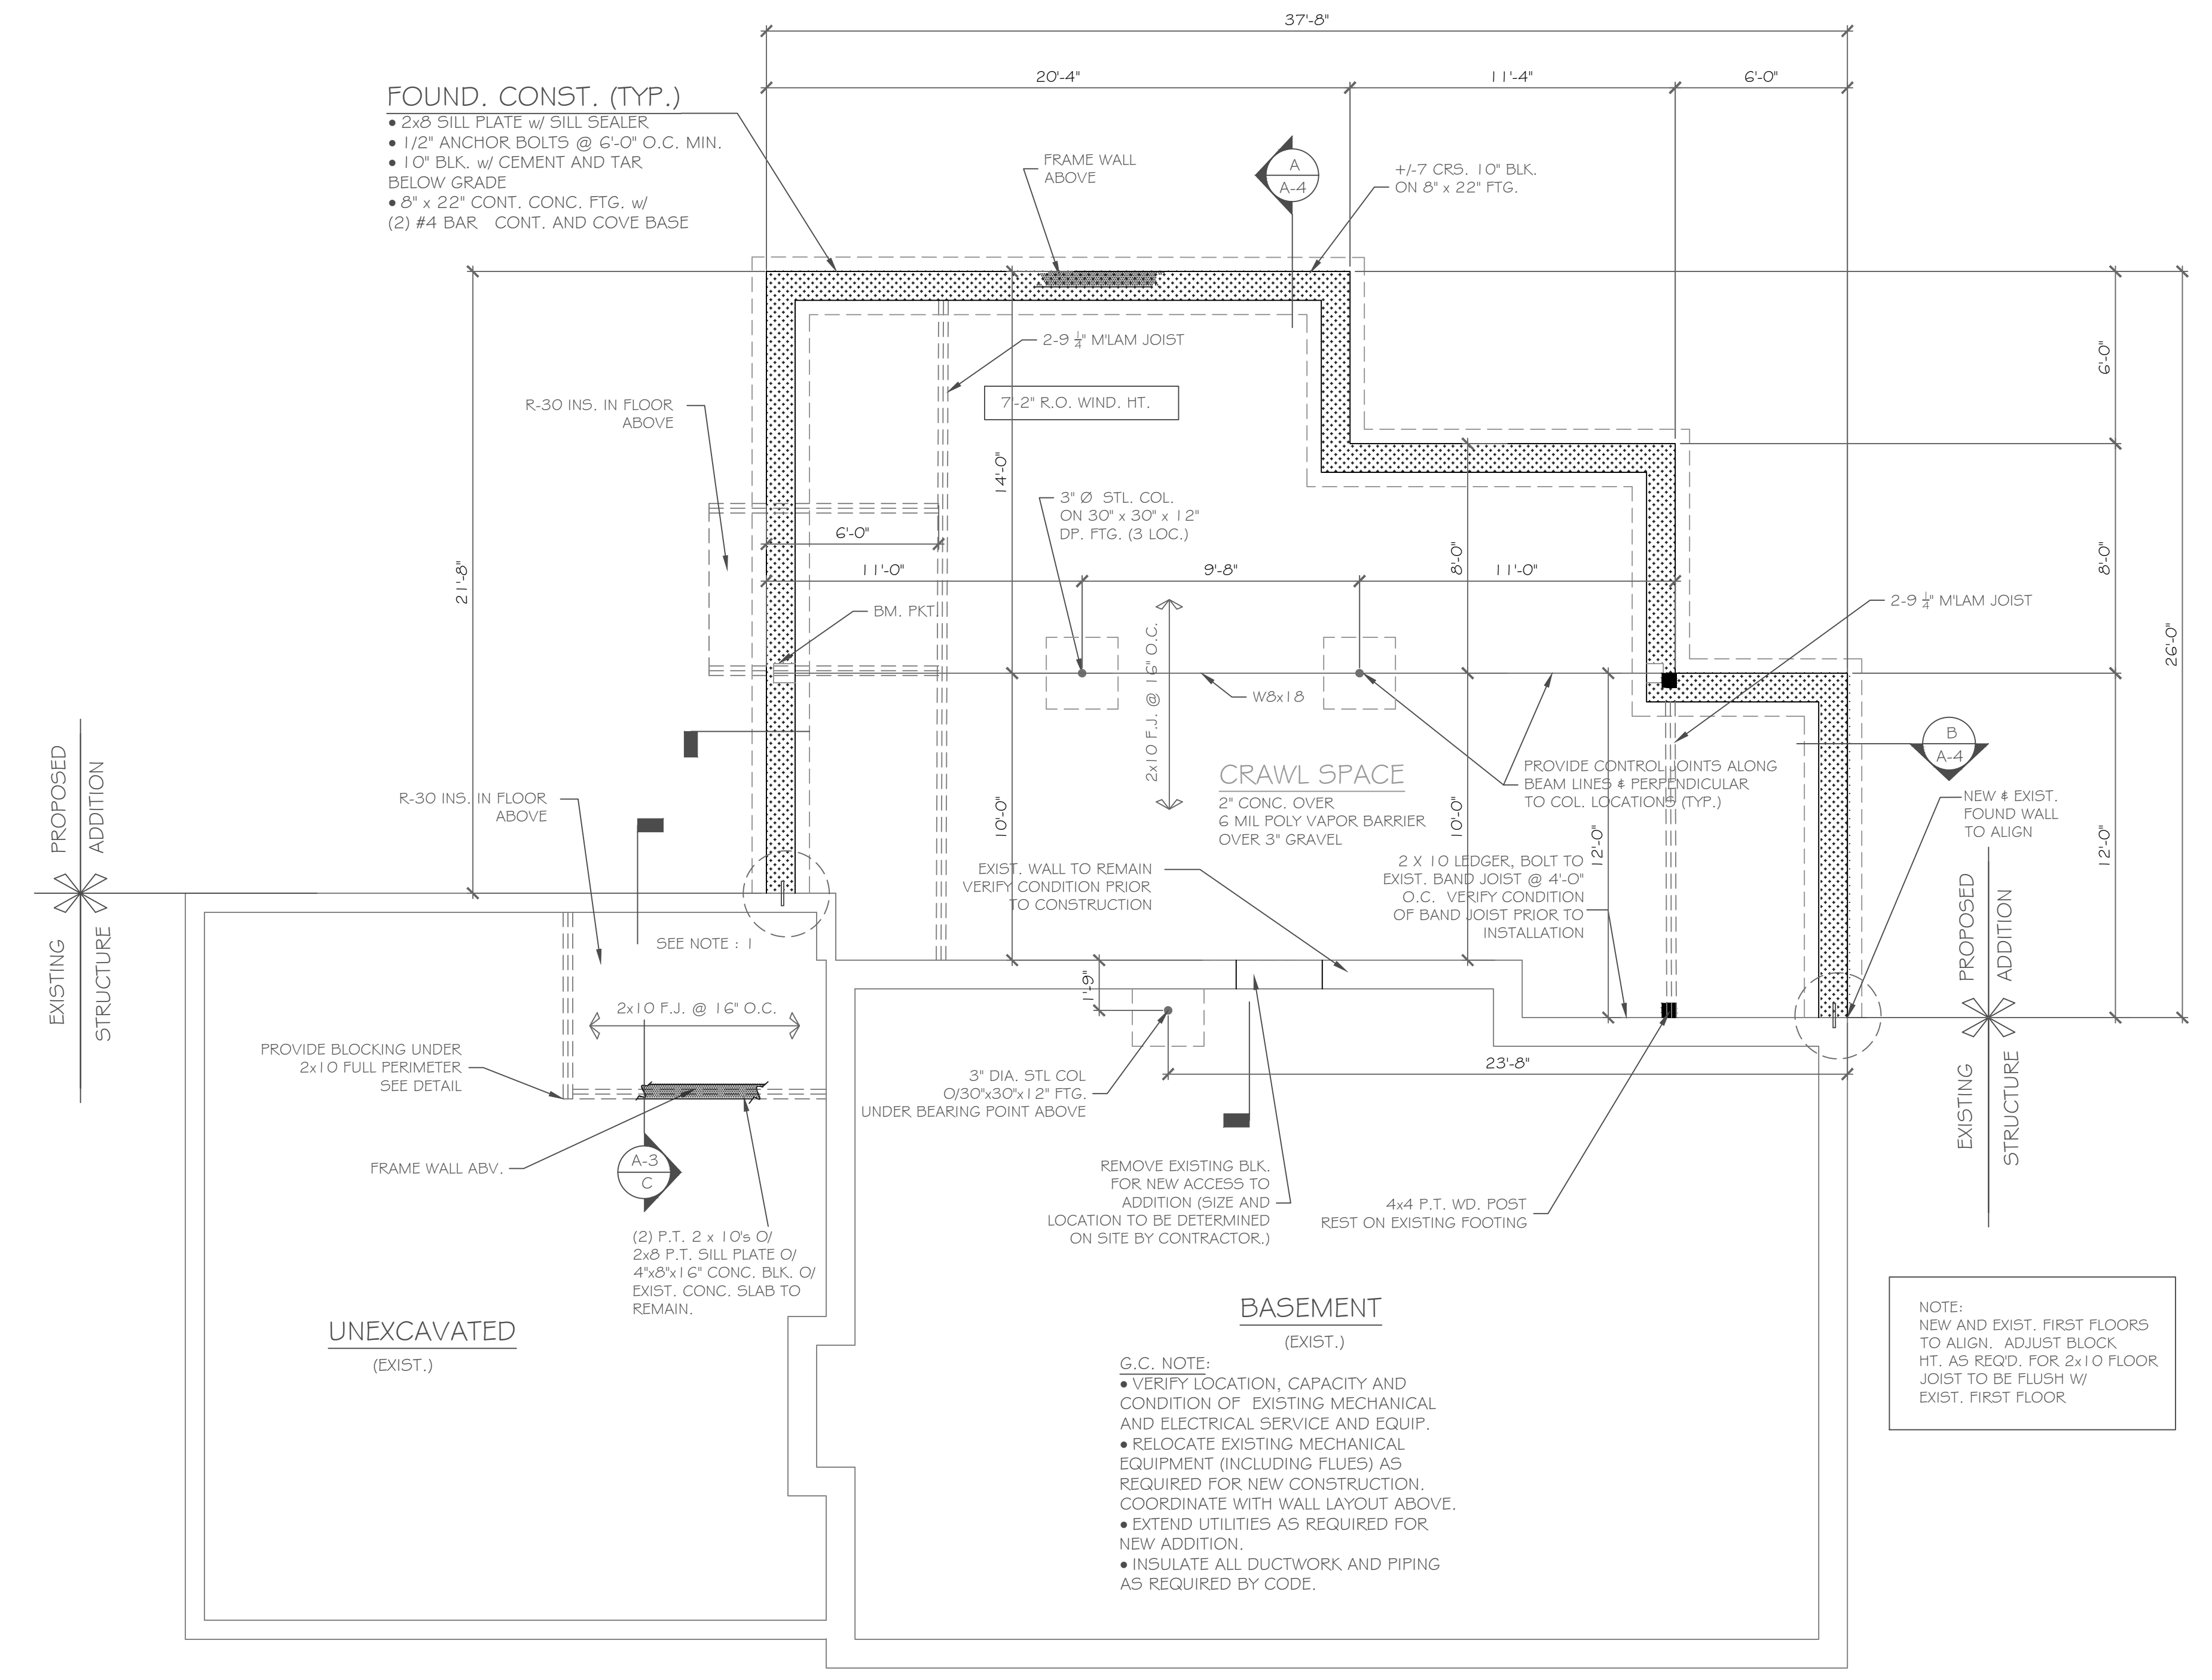 37'-8"
20'-4"
11'-4"
6'-0"
FOUND. CONST. (TYP.)
• 2x8 SILL PLATE w/ SILL SEALER
• 1/2" ANCHOR BOLTS @ 6'-0" O.C. MIN.
• 10" BLK. w/ CEMENT AND TAR
BELOW GRADE
• 8" x 22" CONT. CONC. FTG. w/
(2) #4 BAR CONT. AND COVE BASE
FRAME WALL
ABOVE
A
A-4
+/-7 CRS. 10" BLK.
ON 8" x 22" FTG.
2-9 1/4" M'LAM JOIST
7'-2" R.O. WIND. HT.
R-30 INS. IN FLOOR
ABOVE
6'-0"
14'-0"
3" Ø STL. COL.
ON 30" x 30" x 12"
DP. FTG. (3 LOC.)
6'-0"
21'-8"
11'-0"
9'-8"
8'-0"
11'-0"
8'-0"
26'-0"
BM. PKT.
2-9 1/4" M'LAM JOIST
2x10 F.J. @ 16" O.C.
W8x18
B
A-4
CRAWL SPACE
2" CONC. OVER
6 MIL POLY VAPOR BARRIER
OVER 3" GRAVEL
PROVIDE CONTROL JOINTS ALONG
BEAM LINES & PERPENDICULAR
TO COL. LOCATIONS (TYP.)
NEW & EXIST.
FOUND WALL
TO ALIGN
PROPOSED
ADDITION
EXISTING
STRUCTURE
R-30 INS. IN FLOOR
ABOVE
10'-0"
10'-0"
12'-0"
12'-0"
EXIST. WALL TO REMAIN
VERIFY CONDITION PRIOR
TO CONSTRUCTION
2 X 10 LEDGER, BOLT TO
EXIST. BAND JOIST @ 4'-0"
O.C. VERIFY CONDITION
OF BAND JOIST PRIOR TO
INSTALLATION
PROPOSED
ADDITION
EXISTING
STRUCTURE
SEE NOTE : 1
1'-9"
2x10 F.J. @ 16" O.C.
PROVIDE BLOCKING UNDER
2x10 FULL PERIMETER
SEE DETAIL
3" DIA. STL COL
O/30"x30"x12" FTG.
UNDER BEARING POINT ABOVE
23'-8"
FRAME WALL ABV.
A-3
C
REMOVE EXISTING BLK.
FOR NEW ACCESS TO
ADDITION (SIZE AND
LOCATION TO BE DETERMINED
ON SITE BY CONTRACTOR.)
4x4 P.T. WD. POST
REST ON EXISTING FOOTING
(2) P.T. 2 x 10's O/
2x8 P.T. SILL PLATE O/
4"x8"x16" CONC. BLK. O/
EXIST. CONC. SLAB TO
REMAIN.
UNEXCAVATED
(EXIST.)
BASEMENT
(EXIST.)
G.C. NOTE:
• VERIFY LOCATION, CAPACITY AND
CONDITION OF EXISTING MECHANICAL
AND ELECTRICAL SERVICE AND EQUIP.
• RELOCATE EXISTING MECHANICAL
EQUIPMENT (INCLUDING FLUES) AS
REQUIRED FOR NEW CONSTRUCTION.
COORDINATE WITH WALL LAYOUT ABOVE.
• EXTEND UTILITIES AS REQUIRED FOR
NEW ADDITION.
• INSULATE ALL DUCTWORK AND PIPING
AS REQUIRED BY CODE.
NOTE:
NEW AND EXIST. FIRST FLOORS
TO ALIGN. ADJUST BLOCK
HT. AS REQ'D. FOR 2x10 FLOOR
JOIST TO BE FLUSH W/
EXIST. FIRST FLOOR